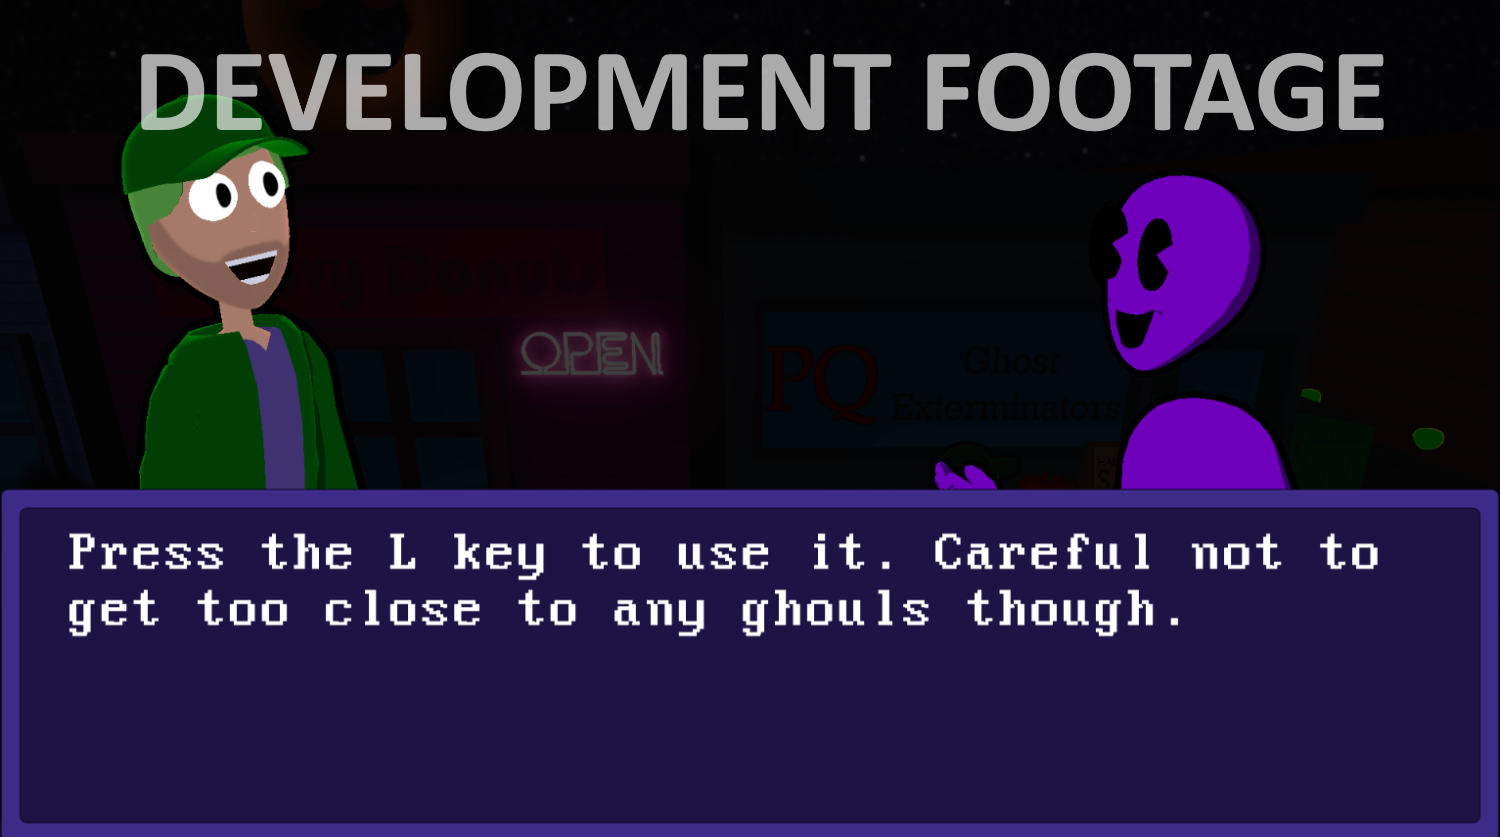 DEVELOPMENT FOOTAGE
Donuts
OPEN
PQ
Ghost
Exterminators
Press the L key to use it. Careful not to
get too close to any ghouls though.